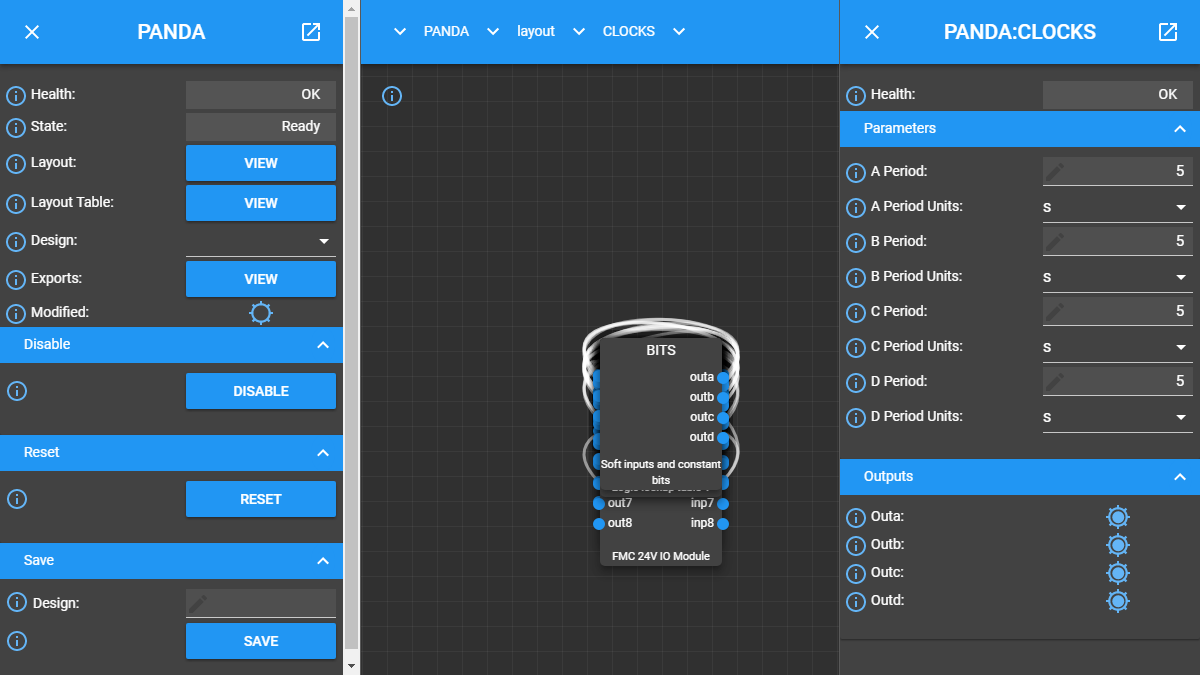 PANDA
Health:
OK
State:
Ready
Layout:
VIEW
Layout Table:
VIEW
Design:
Exports:
VIEW
Modified:
Disable
DISABLE
Reset
RESET
Save
Design:
SAVE
PANDA
layout
CLOCKS
BITS
outa
outb
outc
outd
Soft inputs and constant
bits
out7 inp7
out8 inp8
FMC 24V IO Module
PANDA:CLOCKS
Health:
OK
Parameters
A Period:
5
A Period Units:
s
B Period:
5
B Period Units:
s
C Period:
5
C Period Units:
s
D Period:
5
D Period Units:
s
Outputs
Outa:
Outb:
Outc:
Outd: